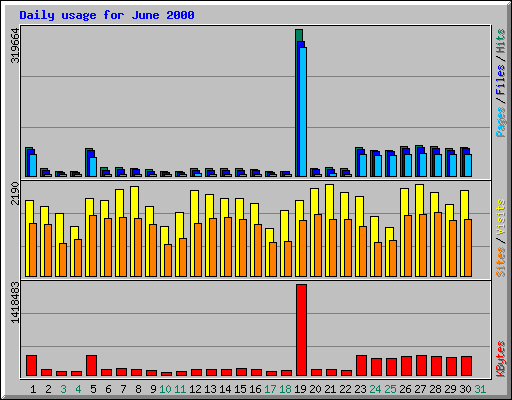 Daily usage for June 2000
319664
Pages / Files / Hits
2190
Sites / Visits
1418483
KBytes
1 2 3 4 5 6 7 8 9 10 11 12 13 14 15 16 17 18 19 20 21 22 23 24 25 26 27 28 29 30 31